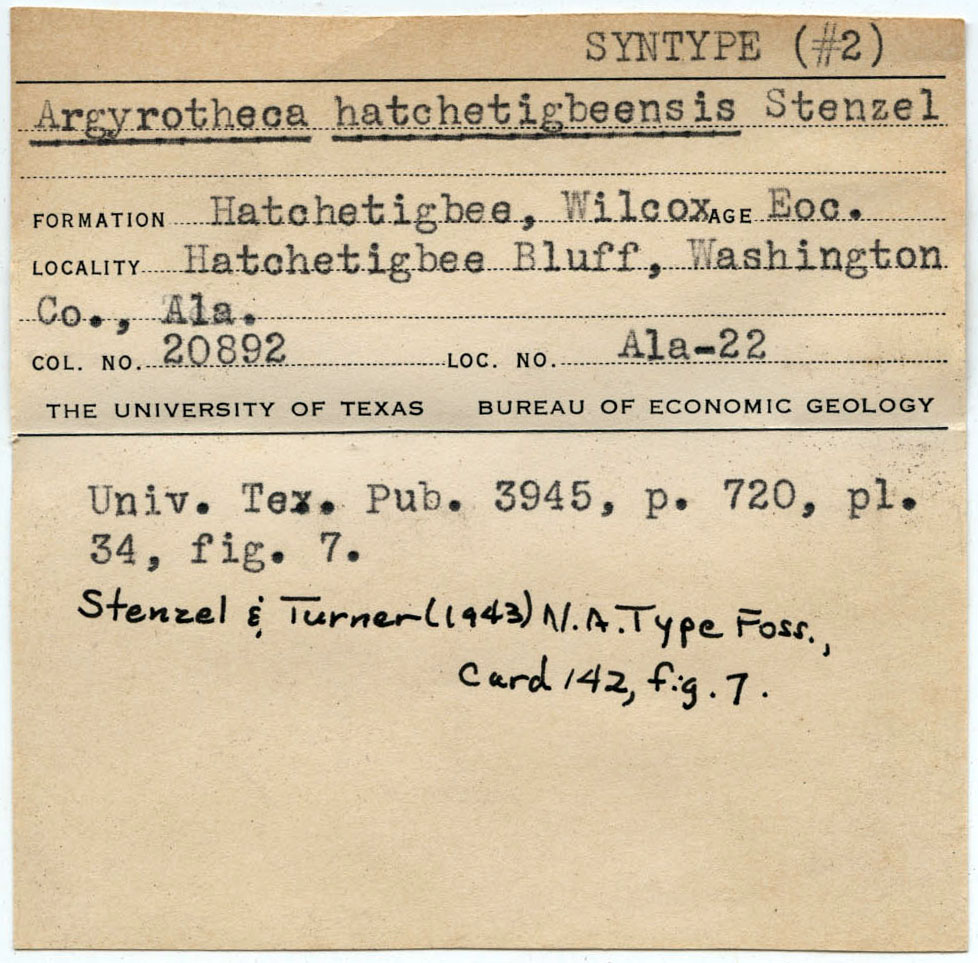 SYNTYPE (#2)
Argyrotheca hatchetigbeensis Stenzel
FORMATION Hatchetigbee, Wilcox AGE Eoc.
LOCALITY Hatchetigbee Bluff, Washington
Co., Ala.
COL. NO. 20892 LOC. NO. Ala-22
THE UNIVERSITY OF TEXAS BUREAU OF ECONOMIC GEOLOGY
Univ. Tex. Pub. 3945, p. 720, pl.
34, fig. 7.
Stenzel & Turner (1943) N.A. Type Foss.,
Card 142, fig. 7.